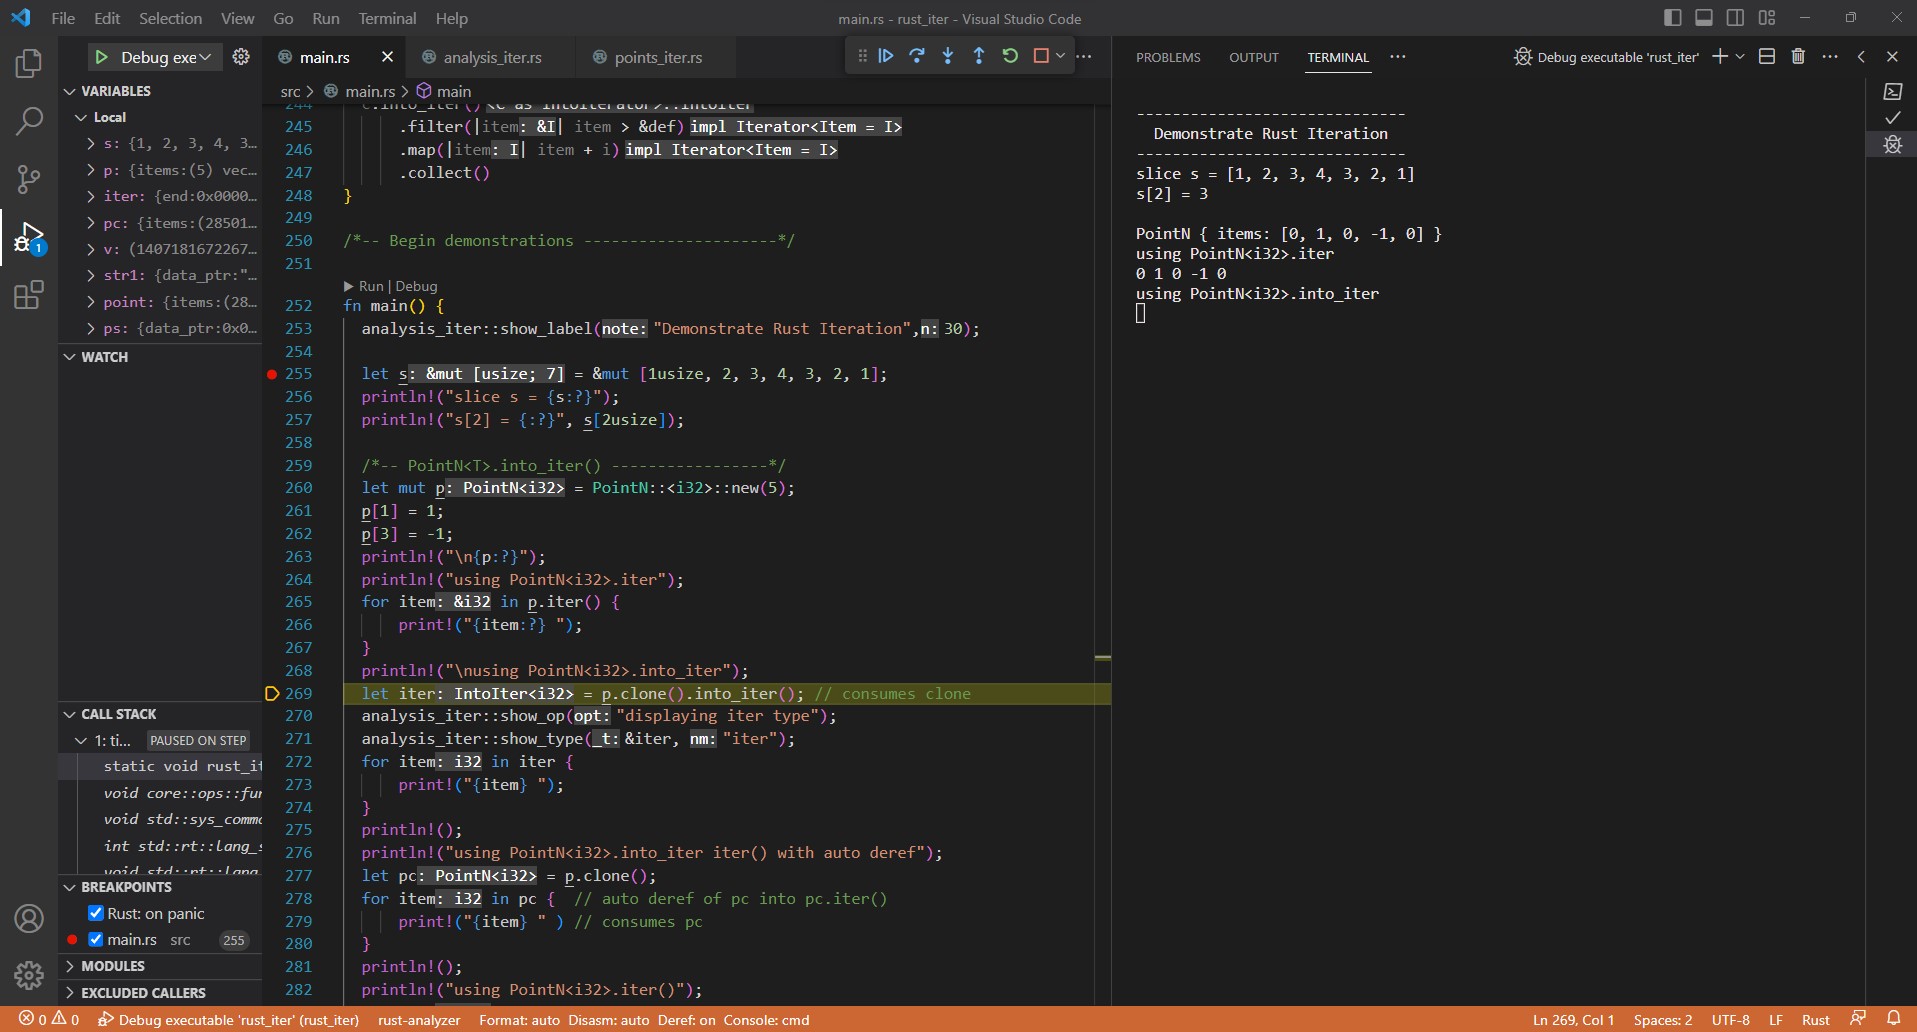 File Edit Selection View Go Run Terminal Help
main.rs - rust_iter - Visual Studio Code
Debug exe
VARIABLES
Local
s: {1, 2, 3, 4, 3...
p: {items:(5) vec...
iter: {end:0x0000...
pc: {items:(28501...
v: (1407181672267...
str1: {data_ptr:"...
point: {items:(28...
ps: {data_ptr:0x0...
WATCH
CALL STACK
1: ti... PAUSED ON STEP
static void rust_it
void core::ops::fun
void std::sys_commo
int std::rt::lang_s
void std::rt::lang
BREAKPOINTS
Rust: on panic
main.rs src 255
MODULES
EXCLUDED CALLERS
main.rs analysis_iter.rs points_iter.rs
src > main.rs > main
244 c.into_iter() <C as IntoIterator>::IntoIter
245 .filter(|item: &I| item > &def) impl Iterator<Item = I>
246 .map(|item: I| item + i) impl Iterator<Item = I>
247 .collect()
248 }
249
250 /*-- Begin demonstrations ---------------------*/
251
Run | Debug
252 fn main() {
253 analysis_iter::show_label(note: "Demonstrate Rust Iteration",n: 30);
254
255 let s: &mut [usize; 7] = &mut [1usize, 2, 3, 4, 3, 2, 1];
256 println!("slice s = {s:?}");
257 println!("s[2] = {:?}", s[2usize]);
258
259 /*-- PointN<T>.into_iter() -----------------*/
260 let mut p: PointN<i32> = PointN::<i32>::new(5);
261 p[1] = 1;
262 p[3] = -1;
263 println!("\n{p:?}");
264 println!("using PointN<i32>.iter");
265 for item: &i32 in p.iter() {
266 print!("{item:?} ");
267 }
268 println!("\nusing PointN<i32>.into_iter");
269 let iter: IntoIter<i32> = p.clone().into_iter(); // consumes clone
270 analysis_iter::show_op(opt: "displaying iter type");
271 analysis_iter::show_type(_t: &iter, nm: "iter");
272 for item: i32 in iter {
273 print!("{item} ");
274 }
275 println!();
276 println!("using PointN<i32>.into_iter iter() with auto deref");
277 let pc: PointN<i32> = p.clone();
278 for item: i32 in pc { // auto deref of pc into pc.iter()
279 print!("{item} " ) // consumes pc
280 }
281 println!();
282 println!("using PointN<i32>.iter()");
PROBLEMS OUTPUT TERMINAL Debug executable 'rust_iter'
------------------------------
Demonstrate Rust Iteration
------------------------------
slice s = [1, 2, 3, 4, 3, 2, 1]
s[2] = 3
PointN { items: [0, 1, 0, -1, 0] }
using PointN<i32>.iter
0 1 0 -1 0
using PointN<i32>.into_iter
1
0 0 Debug executable 'rust_iter' (rust_iter) rust-analyzer Format: auto Disasm: auto Deref: on Console: cmd Ln 269, Col 1 Spaces: 2 UTF-8 LF Rust